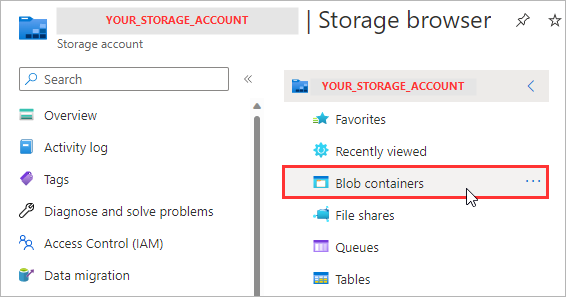 YOUR_STORAGE_ACCOUNT | Storage browser
Storage account
Search
Overview
Activity log
Tags
Diagnose and solve problems
Access Control (IAM)
Data migration
YOUR_STORAGE_ACCOUNT
Favorites
Recently viewed
Blob containers
File shares
Queues
Tables